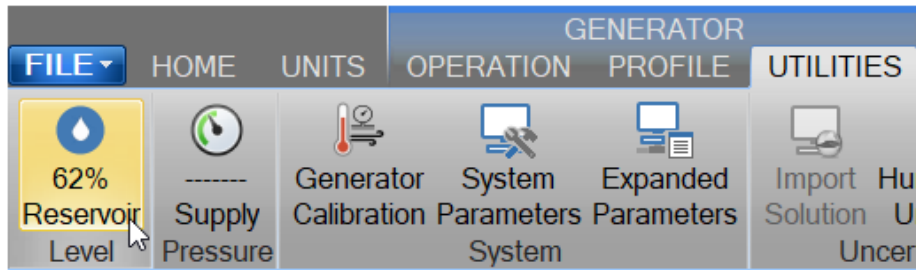 GENERATOR
FILE HOME UNITS OPERATION PROFILE UTILITIES
62% ------- Generator System Expanded Import
Reservoir Supply Calibration Parameters Parameters Solution
Level Pressure System